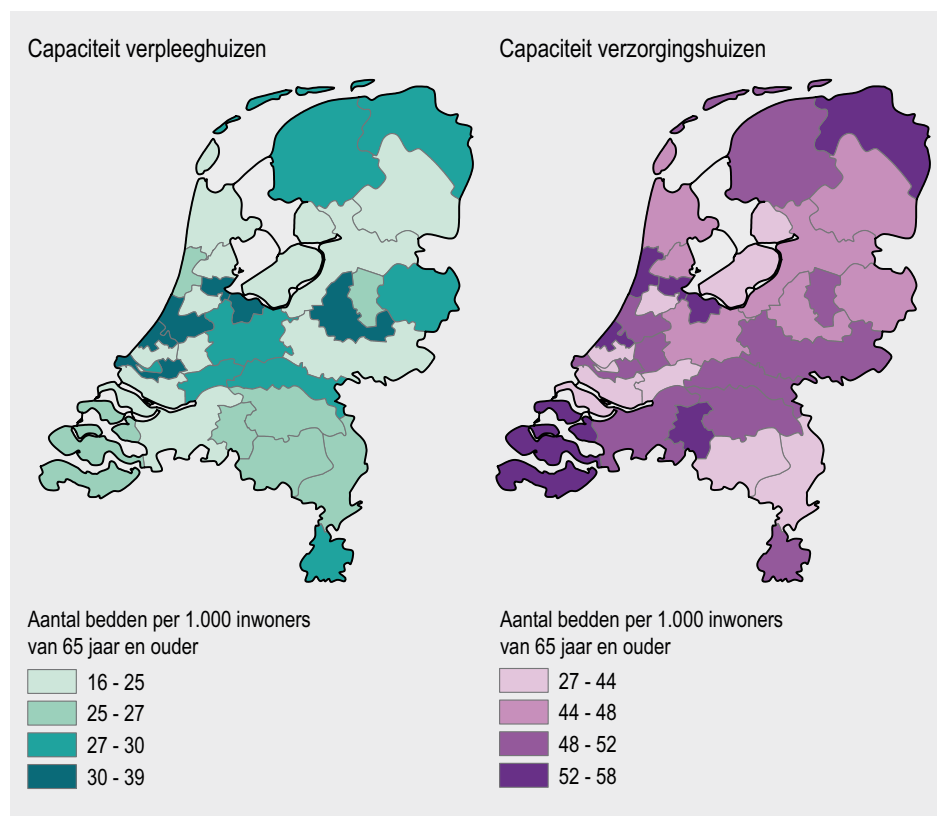 Capaciteit verpleeghuizen
Aantal bedden per 1.000 inwoners
van 65 jaar en ouder
16 - 25
25 - 27
27 - 30
30 - 39
Capaciteit verzorgingshuizen
Aantal bedden per 1.000 inwoners
van 65 jaar en ouder
27 - 44
44 - 48
48 - 52
52 - 58